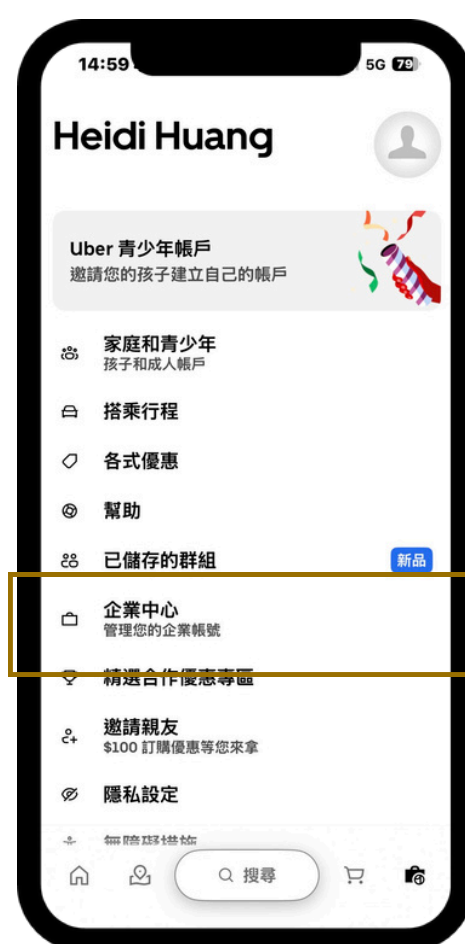 14:59
5G 79
Heidi Huang
Uber 青少年帳戶
邀請您的孩子建立自己的帳戶
家庭和青少年
孩子和成人帳戶
搭乘行程
各式優惠
幫助
已儲存的群組
新品
企業中心
管理您的企業帳號
精選合作優惠專區
邀請親友
$100 訂購優惠等您來拿
隱私設定
無障礙措施
搜尋